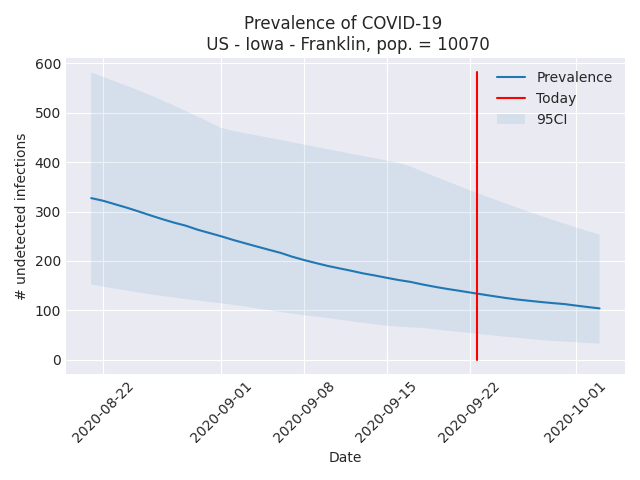 Prevalence of COVID-19
US - Iowa - Franklin, pop. = 10070
Prevalence
Today
95CI
600
500
400
300
200
100
0
# undetected infections
2020-08-22
2020-09-01
2020-09-08
2020-09-15
2020-09-22
2020-10-01
Date